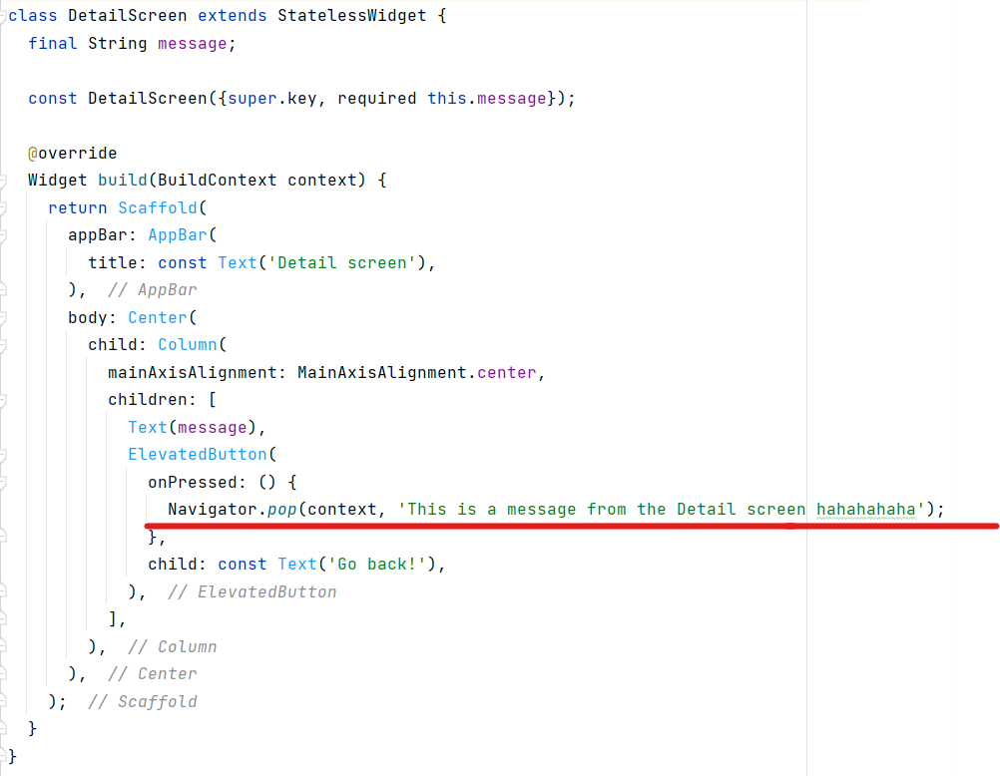 class DetailScreen extends StatelessWidget {
  final String message;

  const DetailScreen({super.key, required this.message});

  @override
  Widget build(BuildContext context) {
    return Scaffold(
      appBar: AppBar(
        title: const Text('Detail screen'),
      ),  // AppBar
      body: Center(
        child: Column(
          mainAxisAlignment: MainAxisAlignment.center,
          children: [
            Text(message),
            ElevatedButton(
              onPressed: () {
                Navigator.pop(context, 'This is a message from the Detail screen hahahahaha');
              },
              child: const Text('Go back!'),
            ),  // ElevatedButton
          ],
        ),  // Column
      ),  // Center
    );  // Scaffold
  }
}